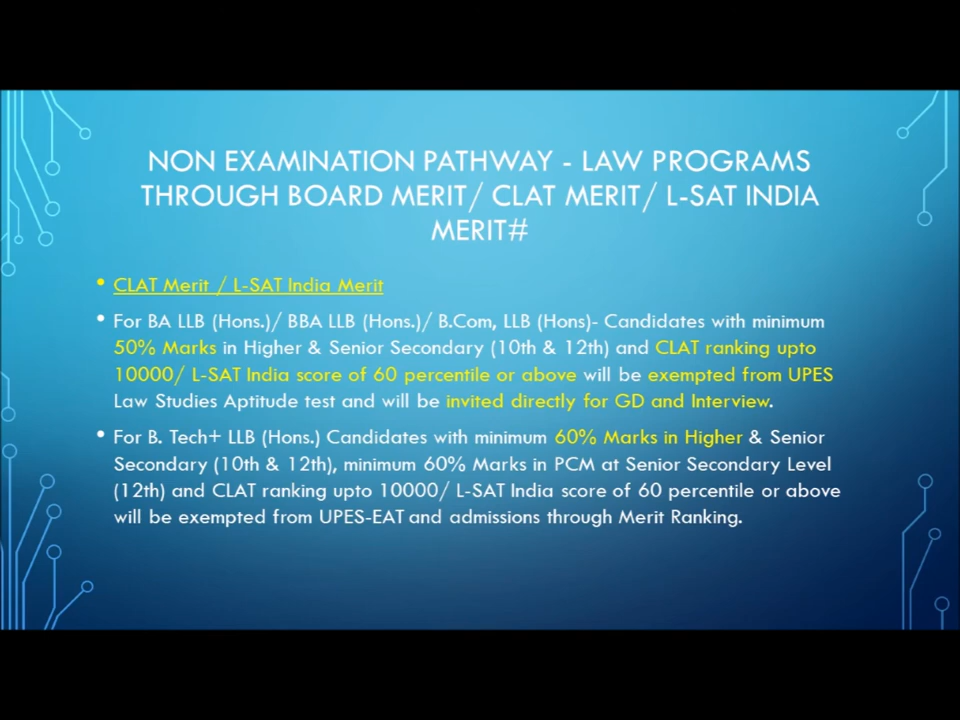 NON EXAMINATION PATHWAY - LAW PROGRAMS
THROUGH BOARD MERIT/ CLAT MERIT/ L-SAT INDIA
MERIT#
• CLAT Merit / L-SAT India Merit
• For BA LLB (Hons.)/ BBA LLB (Hons.)/ B.Com, LLB (Hons)- Candidates with minimum
50% Marks in Higher & Senior Secondary (10th & 12th) and CLAT ranking upto
10000/ L-SAT India score of 60 percentile or above will be exempted from UPES
Law Studies Aptitude test and will be invited directly for GD and Interview.
• For B. Tech+ LLB (Hons.) Candidates with minimum 60% Marks in Higher & Senior
Secondary (10th & 12th), minimum 60% Marks in PCM at Senior Secondary Level
(12th) and CLAT ranking upto 10000/ L-SAT India score of 60 percentile or above
will be exempted from UPES-EAT and admissions through Merit Ranking.